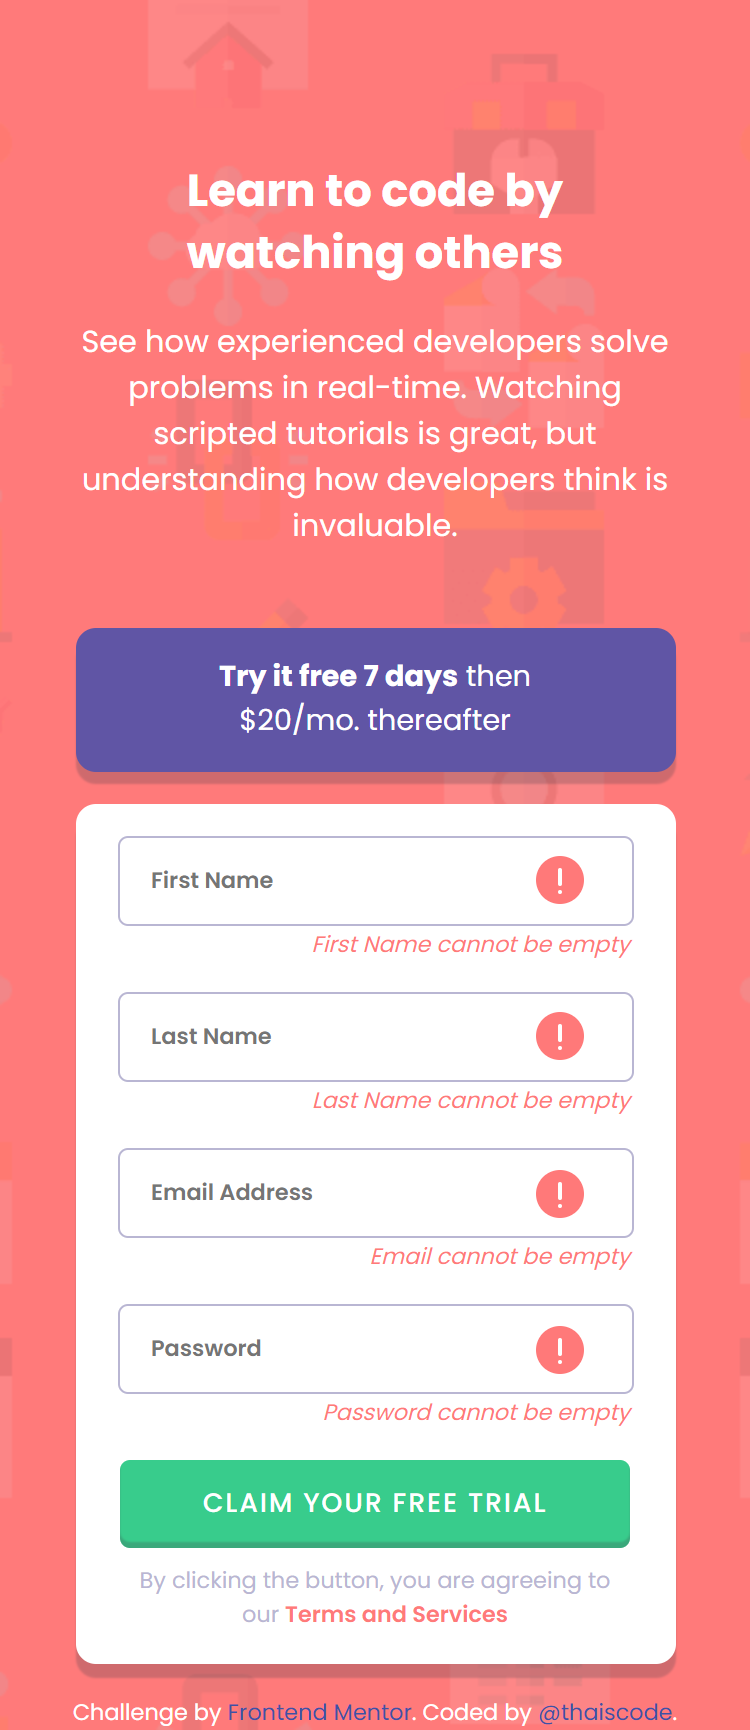 Learn to code by
watching others
See how experienced developers solve
problems in real-time. Watching
scripted tutorials is great, but
understanding how developers think is
invaluable.
Try it free 7 days then
$20/mo. thereafter
First Name
First Name cannot be empty
Last Name
Last Name cannot be empty
Email Address
Email cannot be empty
Password
Password cannot be empty
CLAIM YOUR FREE TRIAL
By clicking the button, you are agreeing to
our Terms and Services
Challenge by Frontend Mentor. Coded by @thaiscode.